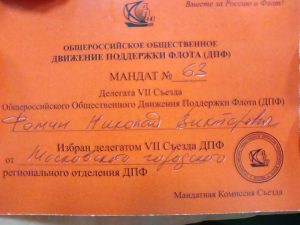 Вместе за Россию и Флот!
ОБЩЕРОССИЙСКОЕ ОБЩЕСТВЕННОЕ
ДВИЖЕНИЕ ПОДДЕРЖКИ ФЛОТА (ДПФ)
МАНДАТ № 63
Делегата VII Съезда
Общероссийского Общественного Движения Поддержки Флота (ДПФ)
Фомин Николай Викторович
Избран делегатом VII Съезда ДПФ
от Московского городского
регионального отделения ДПФ
Мандатная Комиссия Съезда